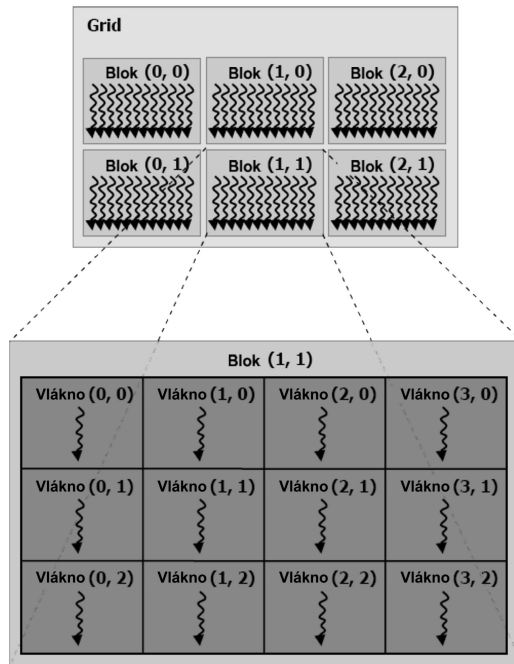 Grid
Blok (0, 0) Blok (1, 0) Blok (2, 0)
Blok (0, 1) Blok (1, 1) Blok (2, 1)
Blok (1, 1)
Vlákno (0, 0) Vlákno (1, 0) Vlákno (2, 0) Vlákno (3, 0)
Vlákno (0, 1) Vlákno (1, 1) Vlákno (2, 1) Vlákno (3, 1)
Vlákno (0, 2) Vlákno (1, 2) Vlákno (2, 2) Vlákno (3, 2)